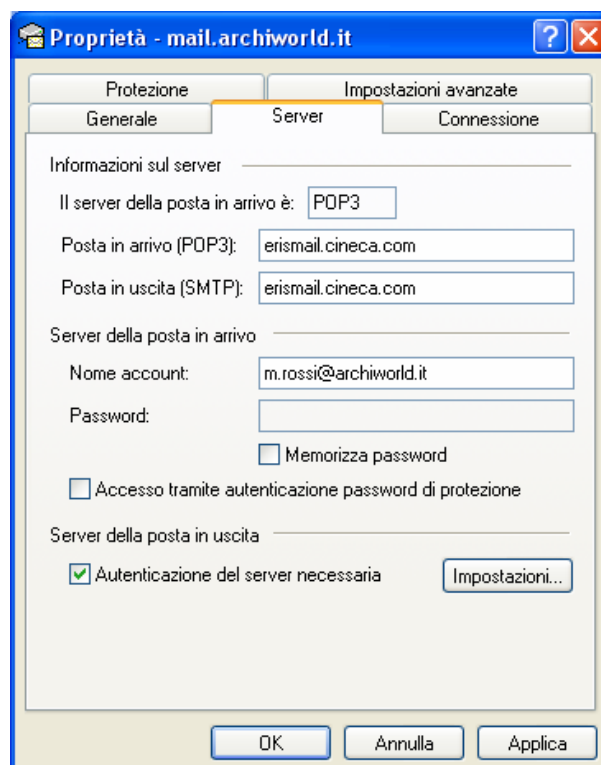 Proprietà - mail.archiworld.it
Protezione Impostazioni avanzate
Generale Server Connessione
Informazioni sul server
Il server della posta in arrivo è: POP3
Posta in arrivo (POP3): erismail.cineca.com
Posta in uscita (SMTP): erismail.cineca.com
Server della posta in arrivo
Nome account: m.rossi@archiworld.it
Password:
Memorizza password
Accesso tramite autenticazione password di protezione
Server della posta in uscita
Autenticazione del server necessaria Impostazioni...
OK Annulla Applica